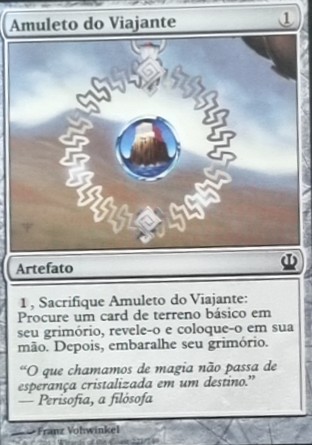 Amuleto do Viajante 1
Artefato
1, Sacrifique Amuleto do Viajante:
Procure um card de terreno básico em
seu grimório, revele-o e coloque-o em sua
mão. Depois, embaralhe seu grimório.
"O que chamamos de magia não passa de
esperança cristalizada em um destino."
— Perisofia, a filósofa
Franz Vohwinkel